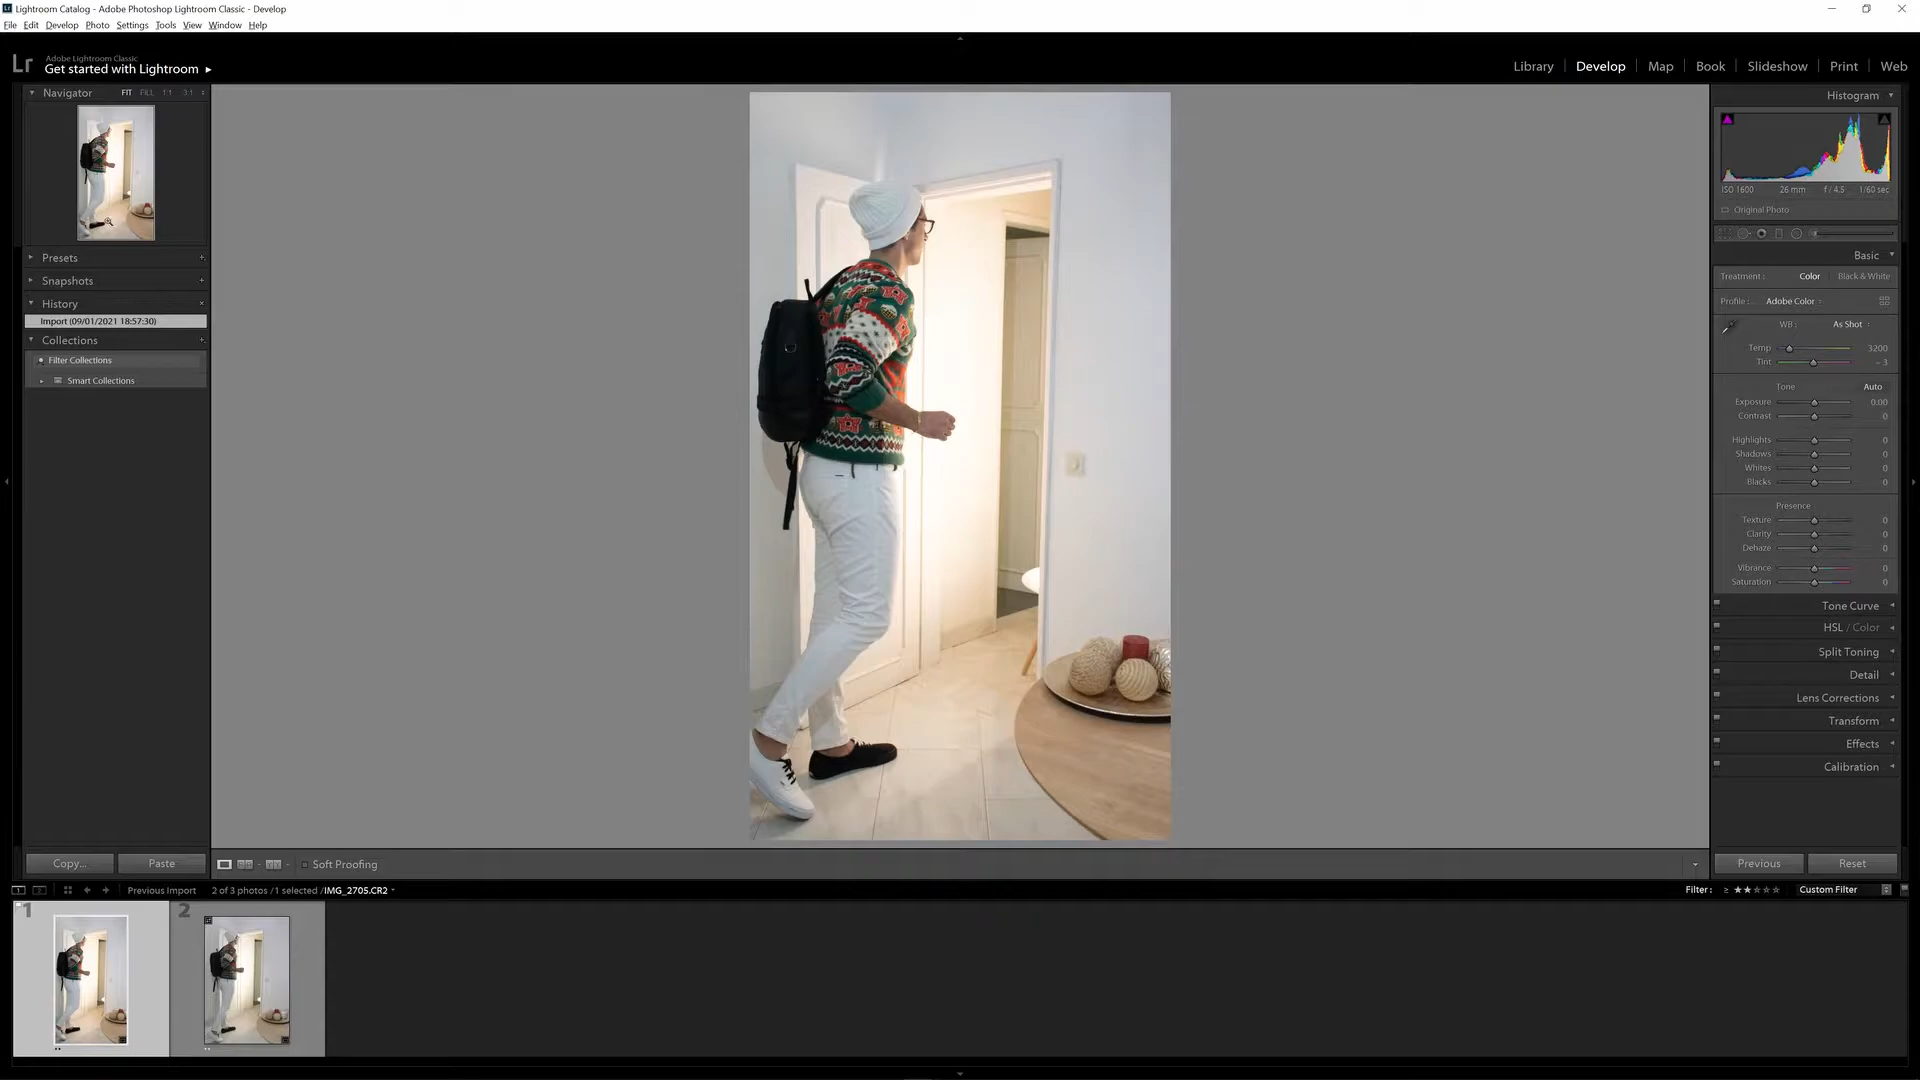 Lightroom Catalog - Adobe Photoshop Lightroom Classic - Develop
File Edit Develop Photo Settings Tools View Window Help
Lr
Adobe Lightroom Classic
Get started with Lightroom
Library Develop Map Book Slideshow Print Web
Navigator FIT FILL 1:1 3:1
Presets
Snapshots
History
Import (09/01/2021 18:57:30)
Collections
Filter Collections
Smart Collections
Copy... Paste
Histogram
ISO 1600 26 mm f / 4.5 1/60 sec
Original Photo
Basic
Treatment : Color Black & White
Profile : Adobe Color
WB : As Shot
Temp 3200
Tint - 3
Tone Auto
Exposure 0.00
Contrast 0
Highlights 0
Shadows 0
Whites 0
Blacks 0
Presence
Texture 0
Clarity 0
Dehaze 0
Vibrance 0
Saturation 0
Tone Curve
HSL / Color
Split Toning
Detail
Lens Corrections
Transform
Effects
Calibration
Previous Reset
Soft Proofing
1 2 Previous Import 2 of 3 photos / 1 selected / IMG_2705.CR2
Filter : ≥ ★★★★★ Custom Filter
1 2